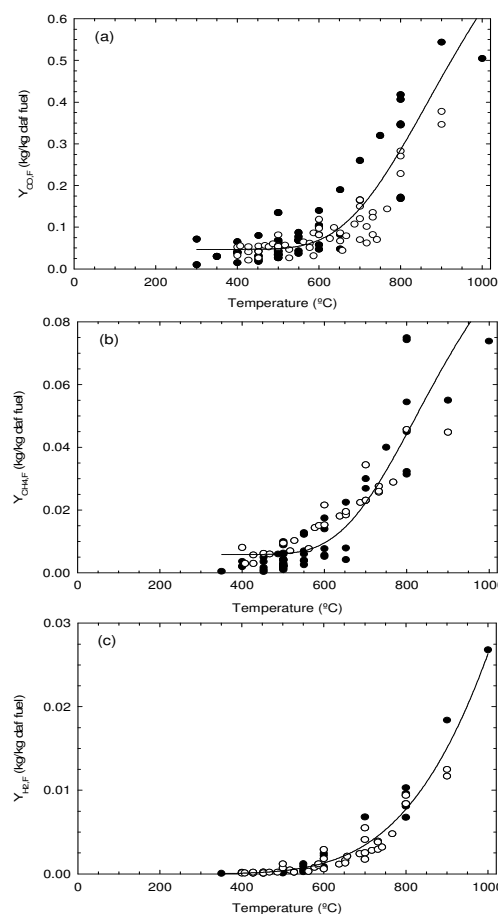 (a)
0.6
0.5
0.4
0.3
0.2
0.1
0.0
Y_CO,F (kg/kg daf fuel)
0 200 400 600 800 1000
Temperature (ºC)
(b)
0.08
0.06
0.04
0.02
0.00
Y_CH4,F (kg/kg daf fuel)
0 200 400 600 800 1000
Temperature (ºC)
(c)
0.03
0.02
0.01
0.00
Y_H2,F (kg/kg daf fuel)
0 200 400 600 800 1000
Temperature (ºC)